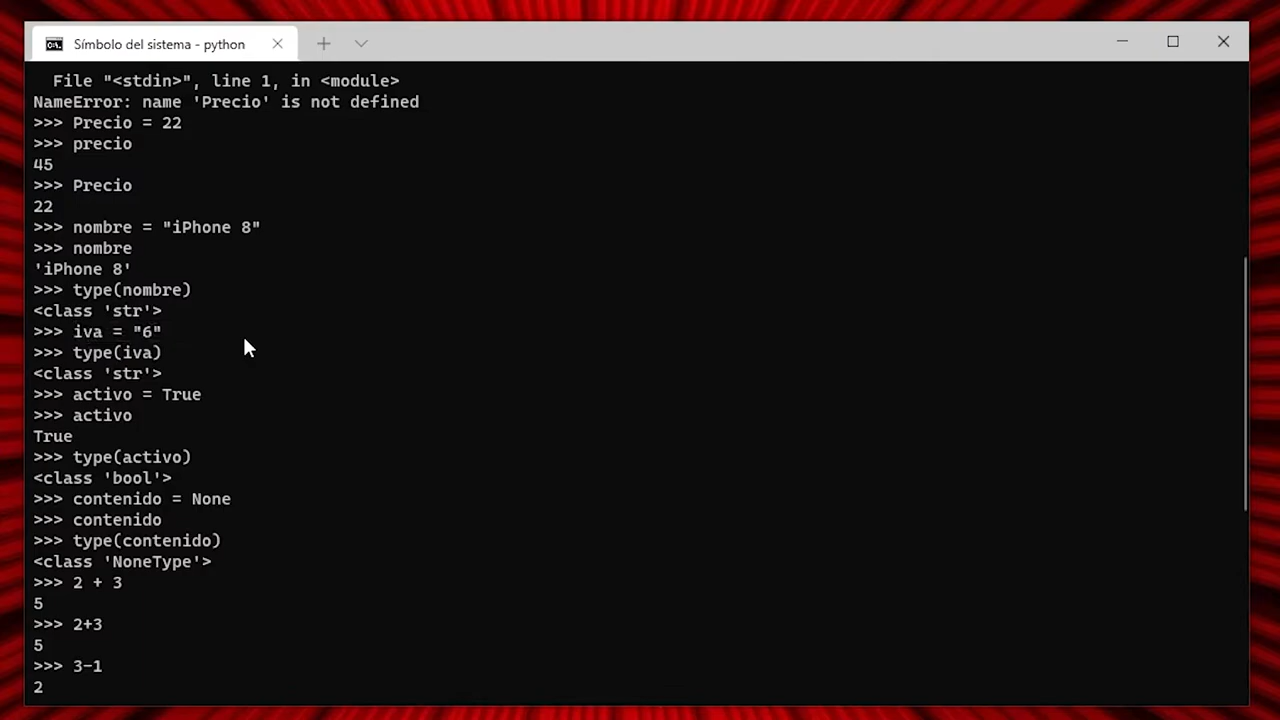 Símbolo del sistema - python
File "<stdin>", line 1, in <module>
NameError: name 'Precio' is not defined
>>> Precio = 22
>>> precio
45
>>> Precio
22
>>> nombre = "iPhone 8"
>>> nombre
'iPhone 8'
>>> type(nombre)
<class 'str'>
>>> iva = "6"
>>> type(iva)
<class 'str'>
>>> activo = True
>>> activo
True
>>> type(activo)
<class 'bool'>
>>> contenido = None
>>> contenido
>>> type(contenido)
<class 'NoneType'>
>>> 2 + 3
5
>>> 2+3
5
>>> 3-1
2